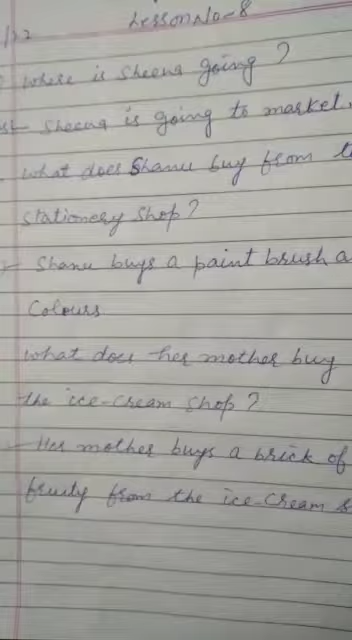 Lesson No-8
Where is Sheena going?
Sheena is going to market.
What does Shanu buy from
stationery shop?
Shanu buys a paint brush a
Colours
What does her mother buy
the ice-cream shop?
Her mother buys a brick of
fruity from the ice-cream s